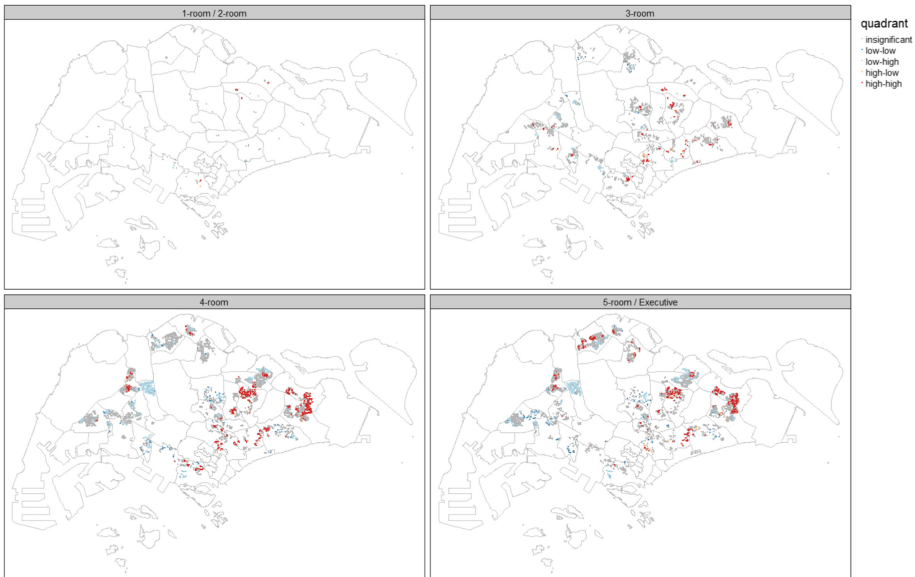 1-room / 2-room
3-room
quadrant
insignificant
low-low
low-high
high-low
high-high
4-room
5-room / Executive